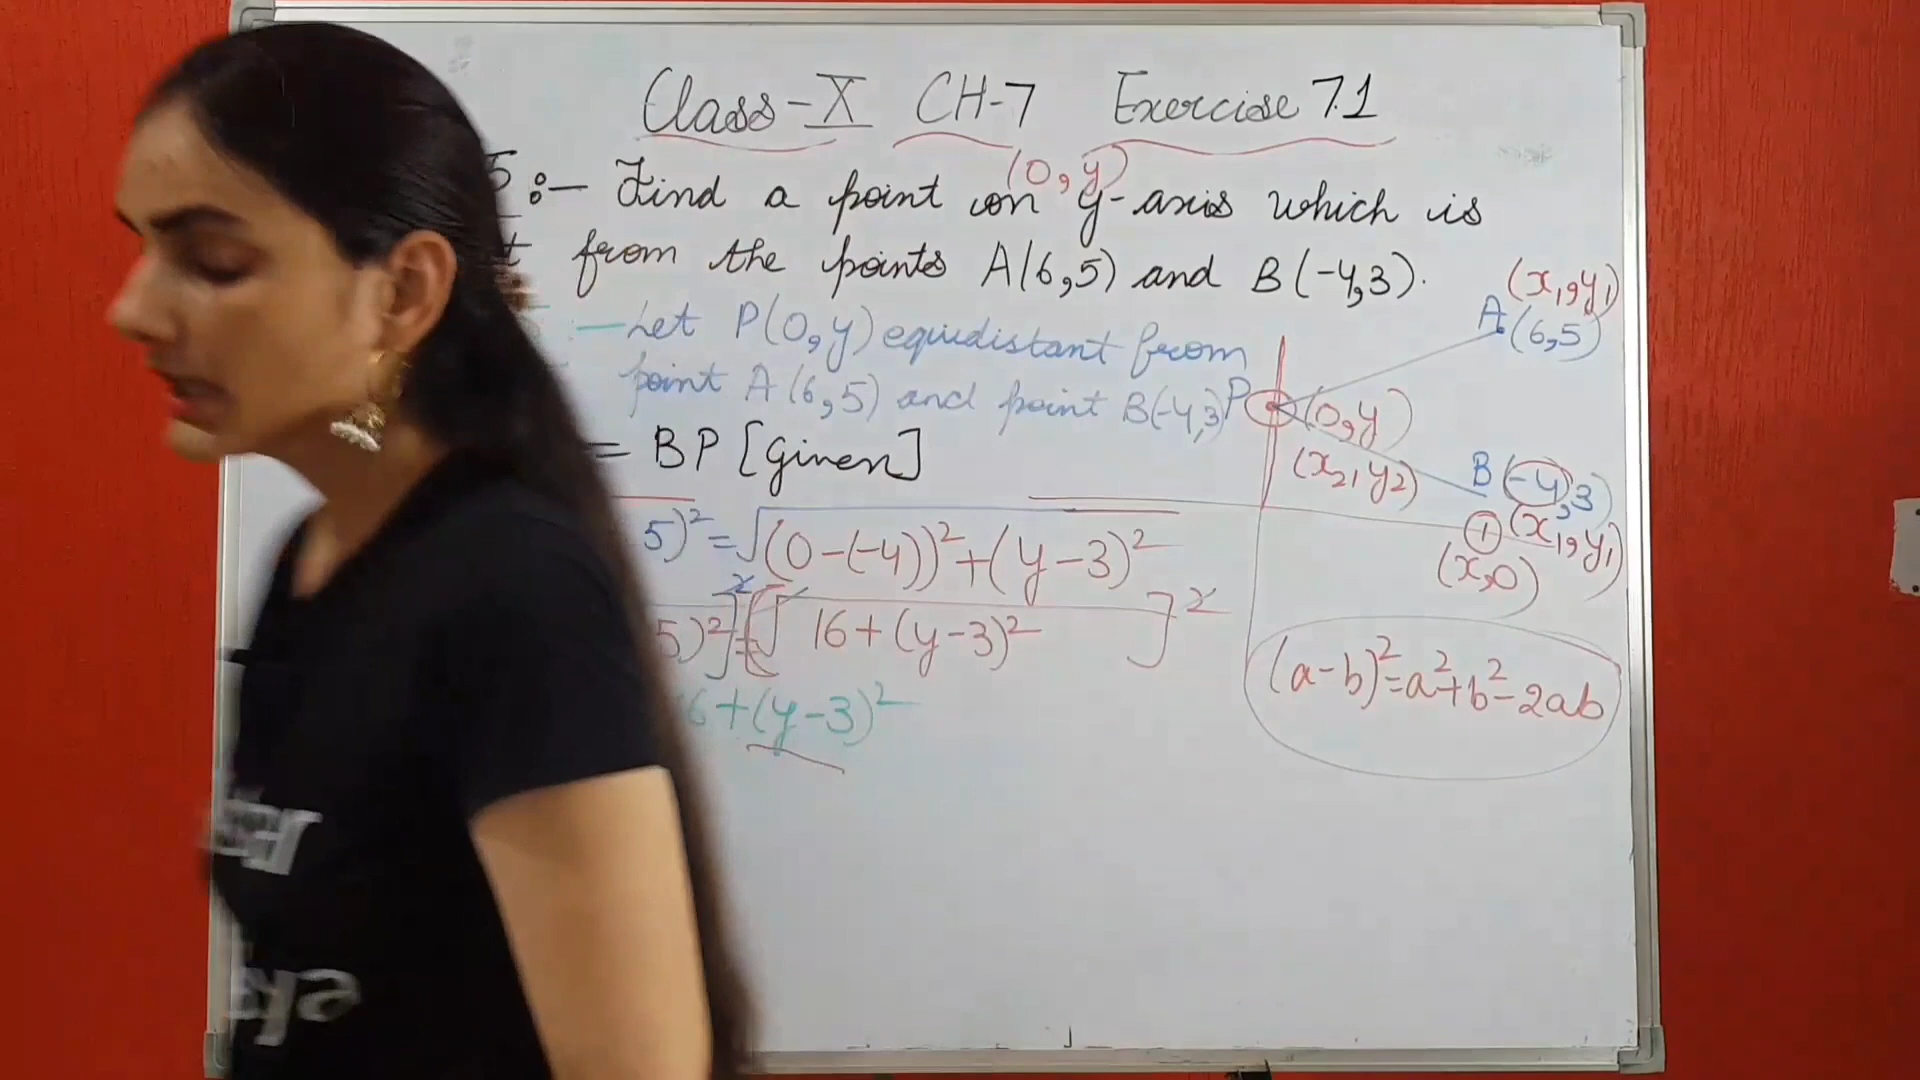 Class-X CH-7 Exercise 7.1
(0,y)
5 :- Find a point on y-axis which is
from the points A(6,5) and B(-4,3).
(x₁,y₁)
A(6,5)
:- Let P(0,y) equidistant from
point A(6,5) and point B(-4,3)
P (0,y)
(x₂,y₂)
= BP [Given]
B(-4,3)
(x₁,y₁)
(x,0)
5)² = √(0-(-4))²+(y-3)²
5)²]² = [√16+(y-3)²]²
(a-b)²=a²+b²-2ab
16+(y-3)²